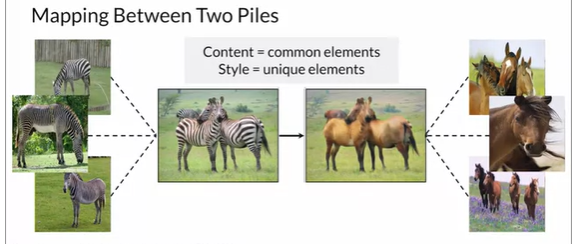 Mapping Between Two Piles
Content = common elements
Style = unique elements